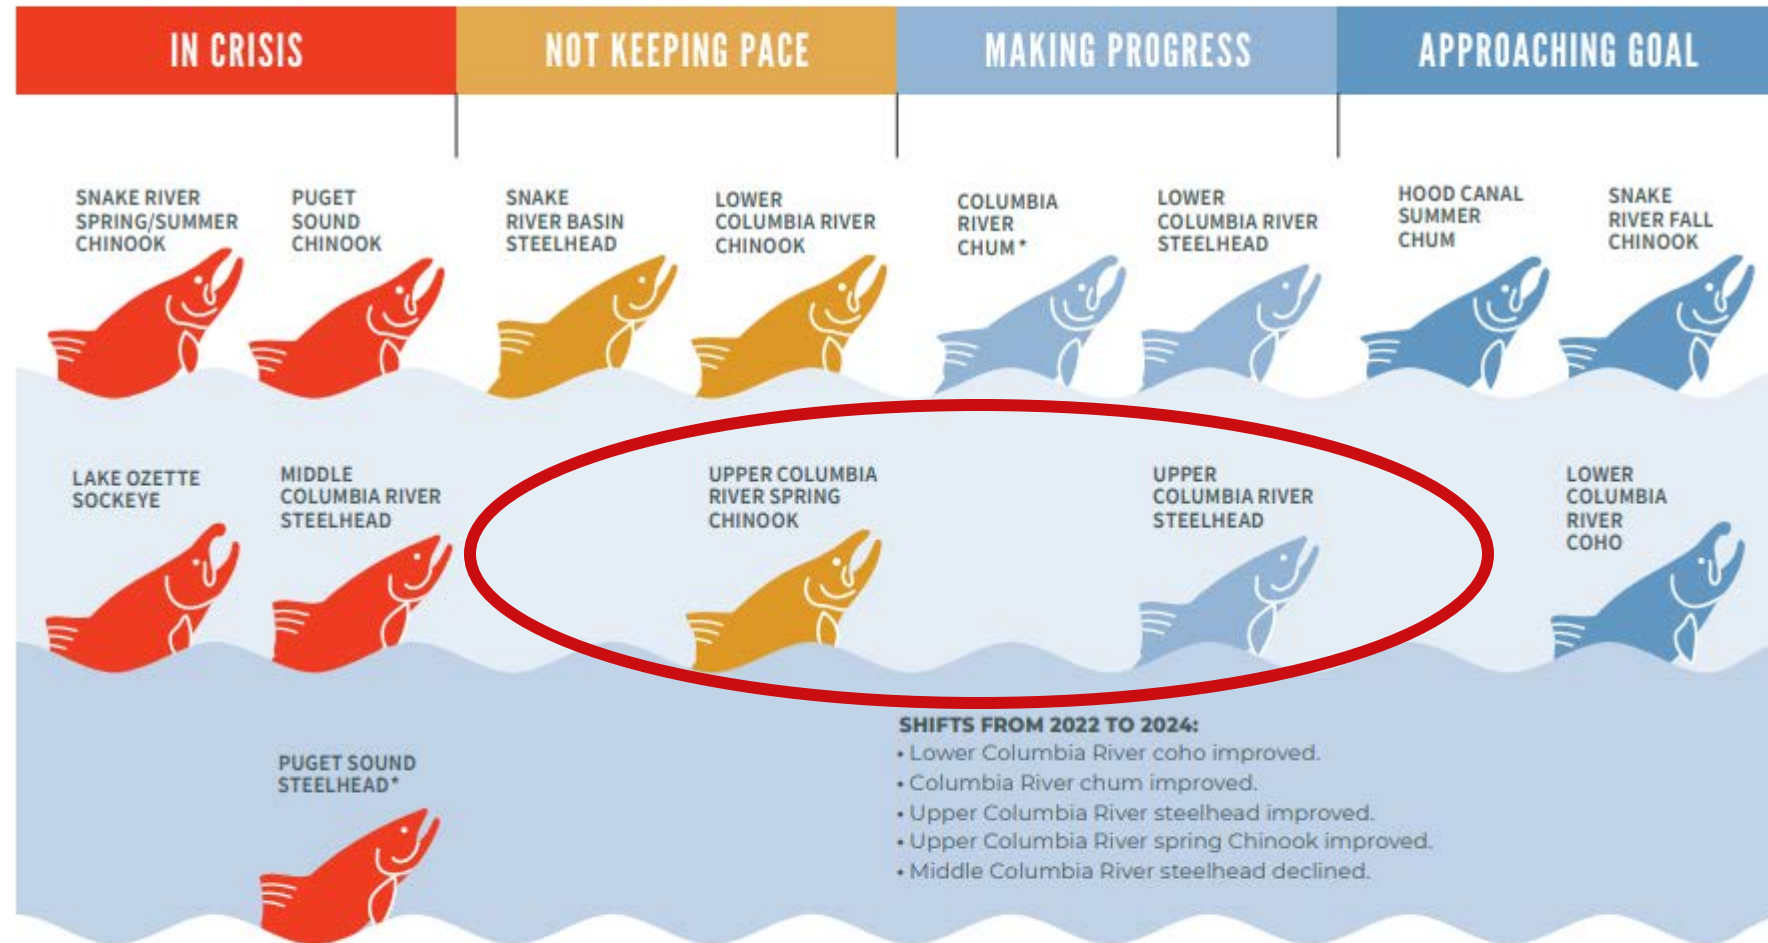 IN CRISIS
NOT KEEPING PACE
MAKING PROGRESS
APPROACHING GOAL
SNAKE RIVER
SPRING/SUMMER
CHINOOK
PUGET
SOUND
CHINOOK
SNAKE
RIVER BASIN
STEELHEAD
LOWER
COLUMBIA RIVER
CHINOOK
COLUMBIA
RIVER
CHUM*
LOWER
COLUMBIA RIVER
STEELHEAD
HOOD CANAL
SUMMER
CHUM
SNAKE
RIVER FALL
CHINOOK
LAKE OZETTE
SOCKEYE
MIDDLE
COLUMBIA RIVER
STEELHEAD
UPPER COLUMBIA
RIVER SPRING
CHINOOK
UPPER
COLUMBIA RIVER
STEELHEAD
LOWER
COLUMBIA
RIVER
COHO
PUGET SOUND
STEELHEAD*
SHIFTS FROM 2022 TO 2024:
• Lower Columbia River coho improved.
• Columbia River chum improved.
• Upper Columbia River steelhead improved.
• Upper Columbia River spring Chinook improved.
• Middle Columbia River steelhead declined.